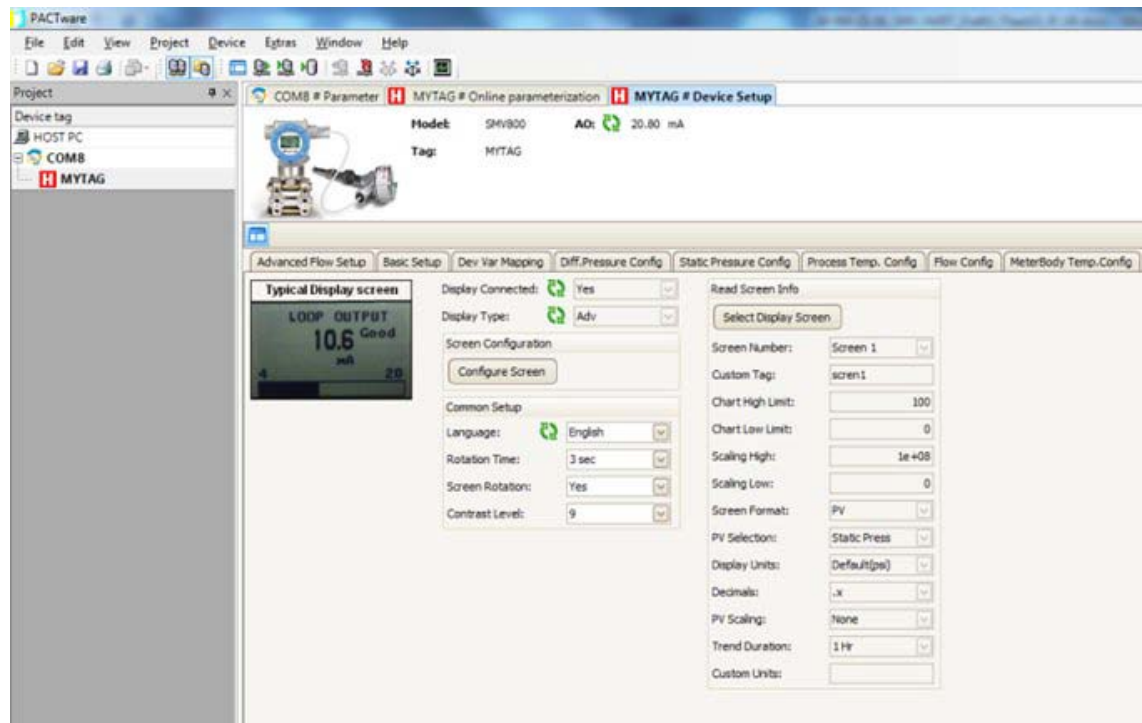 PACTware
File Edit View Project Device Extras Window Help
Project
Device tag
HOST PC
COM8
MYTAG
COM8 # Parameter
MYTAG # Online parameterization
MYTAG # Device Setup
Model: SMV800
AO: 20.80 mA
Tag: MYTAG
Advanced Flow Setup
Basic Setup
Dev Var Mapping
Diff.Pressure Config
Static Pressure Config
Process Temp. Config
Flow Config
MeterBody Temp.Config
Typical Display screen
LOOP OUTPUT
10.6 Good
mA
4 20
Display Connected: Yes
Display Type: Adv
Screen Configuration
Configure Screen
Common Setup
Language: English
Rotation Time: 3 sec
Screen Rotation: Yes
Contrast Level: 9
Read Screen Info
Select Display Screen
Screen Number: Screen 1
Custom Tag: scren1
Chart High Limit: 100
Chart Low Limit: 0
Scaling High: 1e+08
Scaling Low: 0
Screen Format: PV
PV Selection: Static Press
Display Units: Default(psi)
Decimals: .x
PV Scaling: None
Trend Duration: 1 Hr
Custom Units: